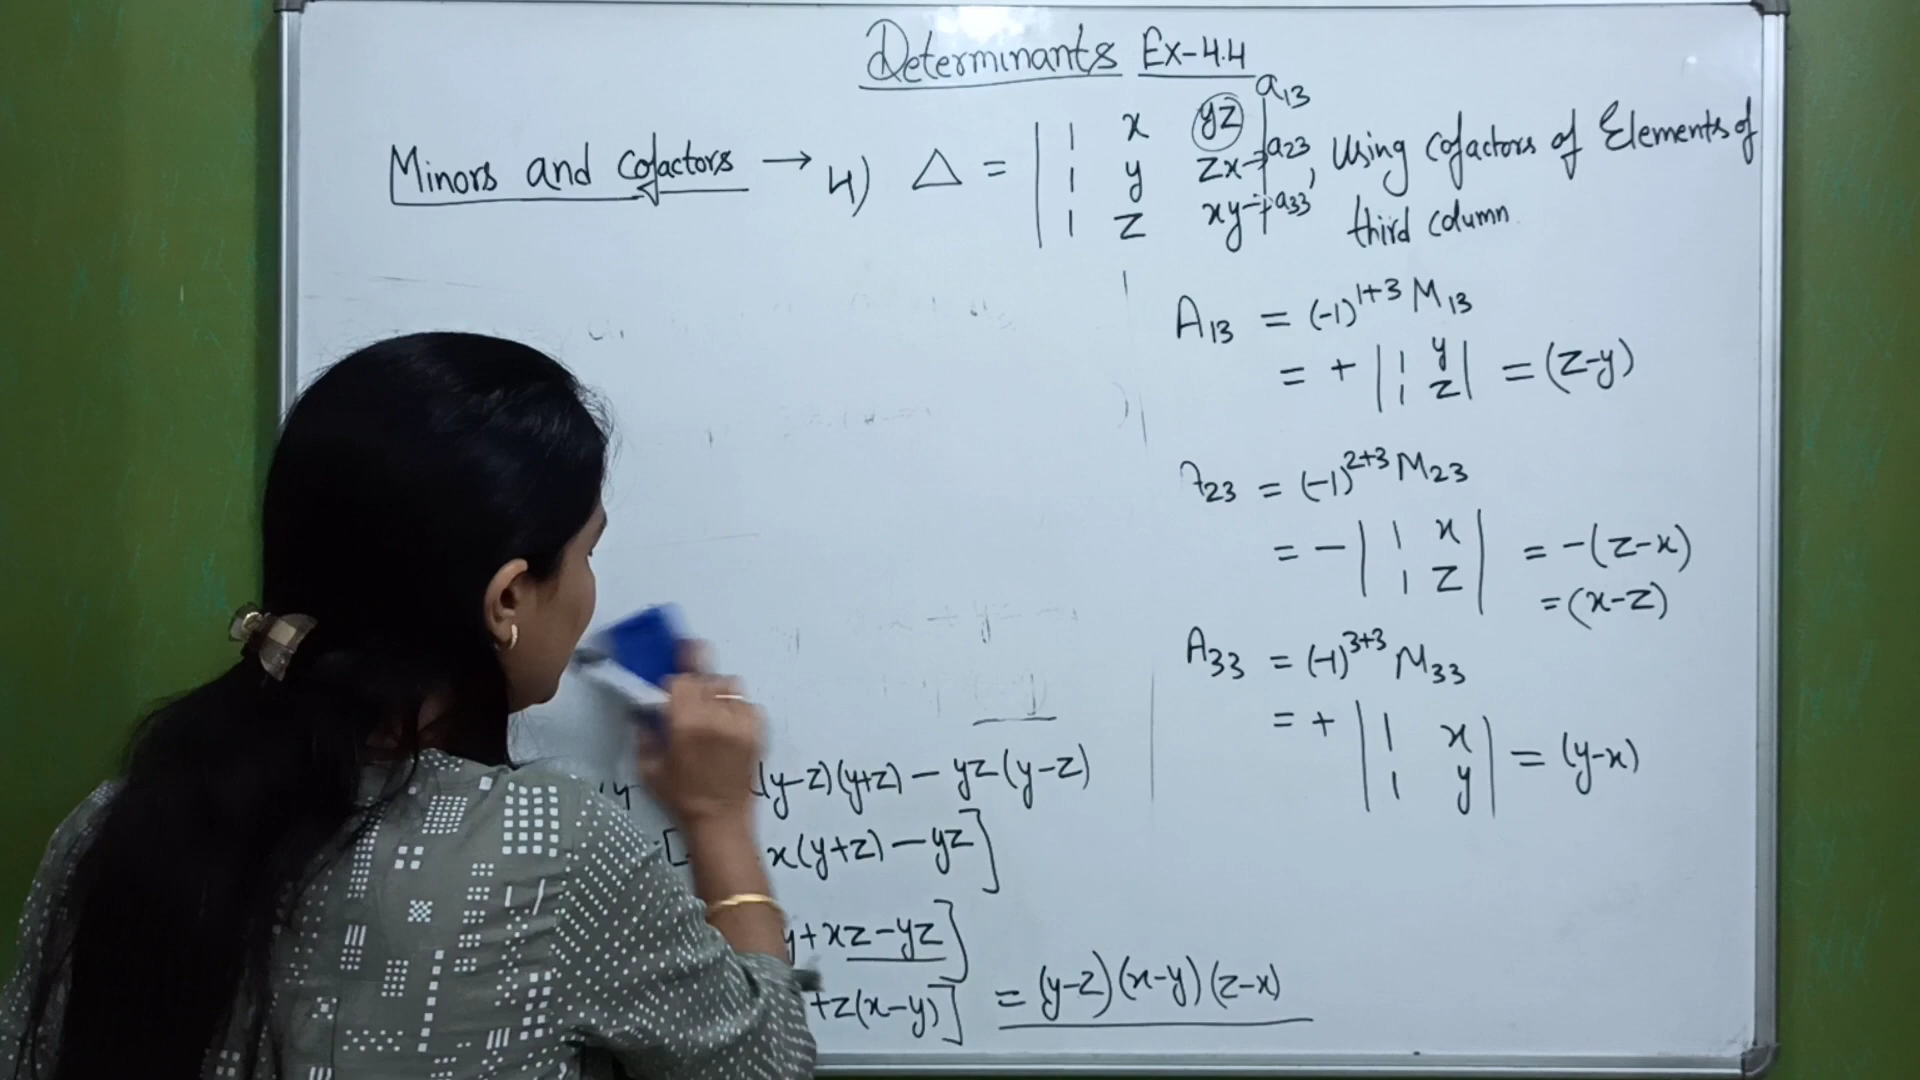 Determinants Ex-4.4
Minors and Cofactors → 4) Δ = | 1 x yz | a13
| 1 y zx → a23
| 1 z xy → a33 |, Using Cofactors of Elements of
third column
A13 = (-1)^1+3 M13
= + | 1 y |
| 1 z | = (z-y)
23 = (-1)^2+3 M23
= - | 1 x |
| 1 z | = -(z-x)
= (x-z)
A33 = (-1)^3+3 M33
= + | 1 x |
| 1 y | = (y-x)
(y-z)(y+z) - yz(y-z)
x(y+z) - yz]
y + xz - yz]
+z(x-y)] = (y-z)(x-y)(z-x)